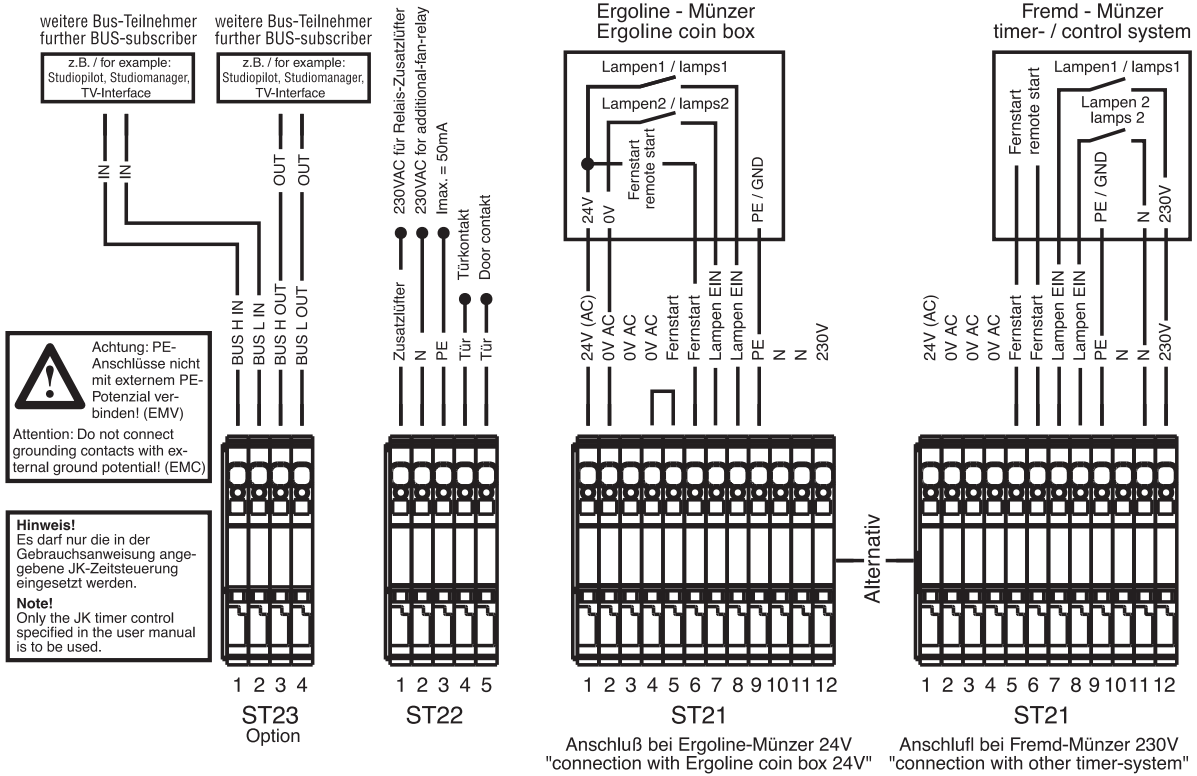 weitere Bus-Teilnehmer
further BUS-subscriber
z.B. / for example:
Studiopilot, Studiomanager,
TV-Interface
weitere Bus-Teilnehmer
further BUS-subscriber
z.B. / for example:
Studiopilot, Studiomanager,
TV-Interface
IN
IN
OUT
OUT
BUS H IN
BUS L IN
BUS H OUT
BUS L OUT
Achtung: PE-
Anschlüsse nicht
mit externem PE-
Potenzial ver-
binden! (EMV)
Attention: Do not connect
grounding contacts with ex-
ternal ground potential! (EMC)
Hinweis!
Es darf nur die in der
Gebrauchsanweisung ange-
gebene JK-Zeitsteuerung
eingesetzt werden.
Note!
Only the JK timer control
specified in the user manual
is to be used.
1 2 3 4
ST23
Option
230VAC für Relais-Zusatzlüfter
230VAC for additional-fan-relay
Imax. = 50mA
Türkontakt
Door contakt
Zusatzlüfter
N
PE
Tür
Tür
1 2 3 4 5
ST22
Ergoline - Münzer
Ergoline coin box
Lampen1 / lamps1
Lampen2 / lamps2
Fernstart
remote start
24V
0V
PE / GND
24V (AC)
0V AC
0V AC
0V AC
Fernstart
Fernstart
Lampen EIN
Lampen EIN
PE
N
N
230V
1 2 3 4 5 6 7 8 9 10 11 12
ST21
Anschluß bei Ergoline-Münzer 24V
"connection with Ergoline coin box 24V"
Alternativ
Fremd - Münzer
timer- / control system
Lampen1 / lamps1
Lampen 2
lamps 2
Fernstart
remote start
PE / GND
N
230V
24V (AC)
0V AC
0V AC
0V AC
Fernstart
Fernstart
Lampen EIN
Lampen EIN
PE
N
N
230V
1 2 3 4 5 6 7 8 9 10 11 12
ST21
Anschlufl bei Fremd-Münzer 230V
"connection with other timer-system"